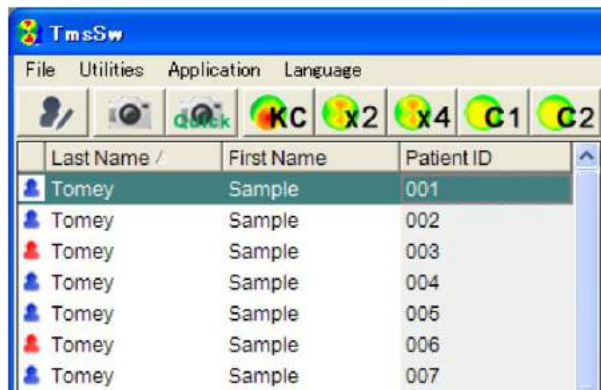 TmsSw
File Utilities Application Language
Quick KC x2 x4 C1 C2
Last Name First Name Patient ID
Tomey Sample 001
Tomey Sample 002
Tomey Sample 003
Tomey Sample 004
Tomey Sample 005
Tomey Sample 006
Tomey Sample 007